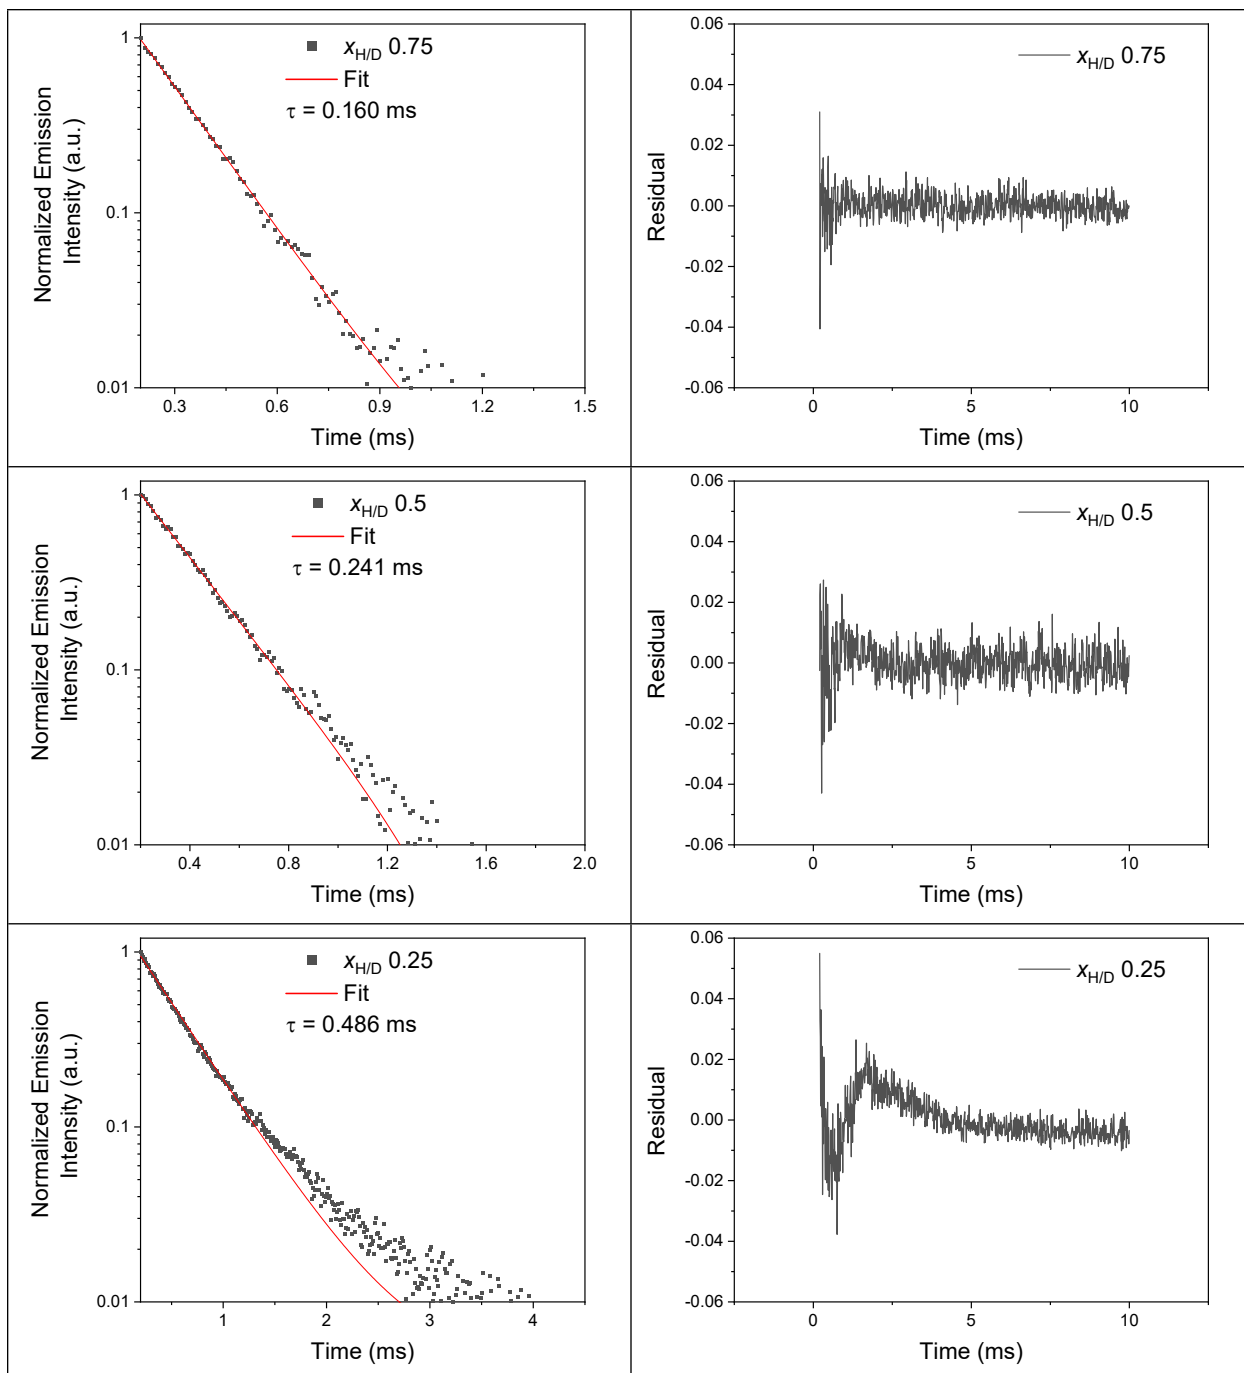 1
0.1
0.01
0.3
0.6
0.9
1.2
1.5
Normalized Emission
Intensity (a.u.)
Time (ms)
x_H/D 0.75
Fit
τ = 0.160 ms
0.06
0.04
0.02
0.00
-0.02
-0.04
-0.06
0
5
10
Residual
Time (ms)
x_H/D 0.75
1
0.1
0.01
0.4
0.8
1.2
1.6
2.0
Normalized Emission
Intensity (a.u.)
Time (ms)
x_H/D 0.5
Fit
τ = 0.241 ms
0.06
0.04
0.02
0.00
-0.02
-0.04
-0.06
0
5
10
Residual
Time (ms)
x_H/D 0.5
1
0.1
0.01
1
2
3
4
Normalized Emission
Intensity (a.u.)
Time (ms)
x_H/D 0.25
Fit
τ = 0.486 ms
0.06
0.04
0.02
0.00
-0.02
-0.04
-0.06
0
5
10
Residual
Time (ms)
x_H/D 0.25